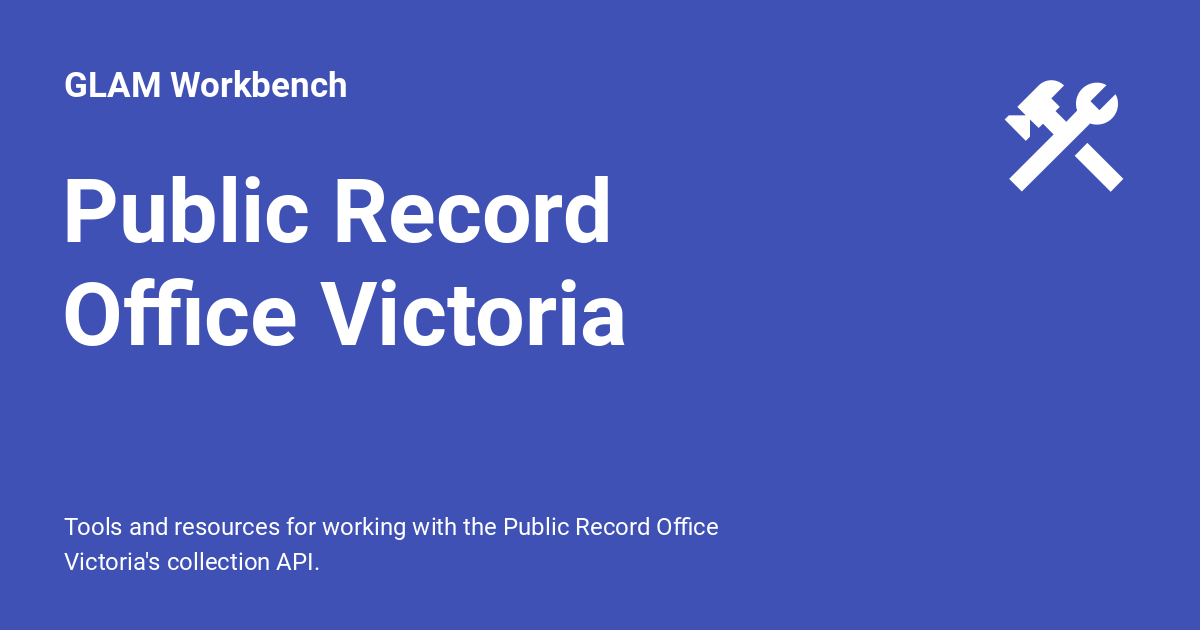 GLAM Workbench
Public Record
Office Victoria
Tools and resources for working with the Public Record Office
Victoria's collection API.